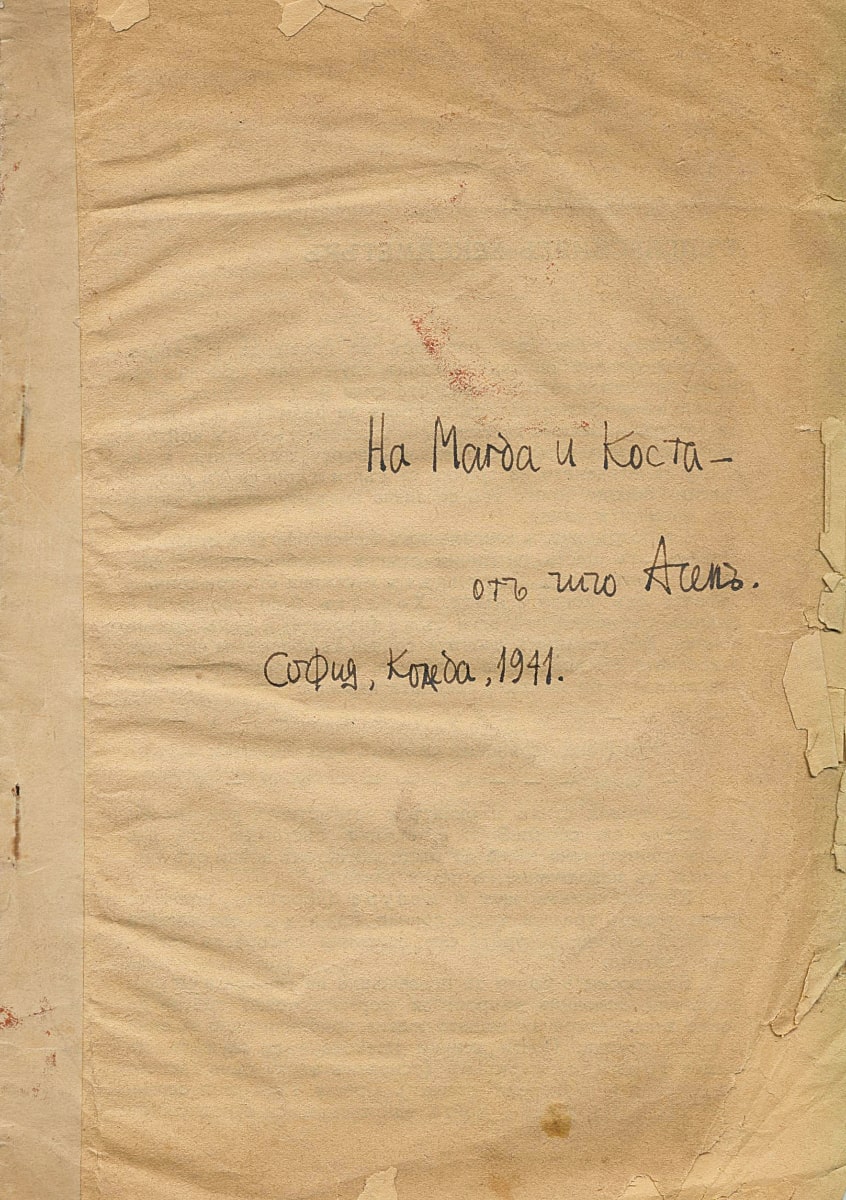 На Магда и Коста –
отъ чичо Асенъ.
София, Коледа, 1941.